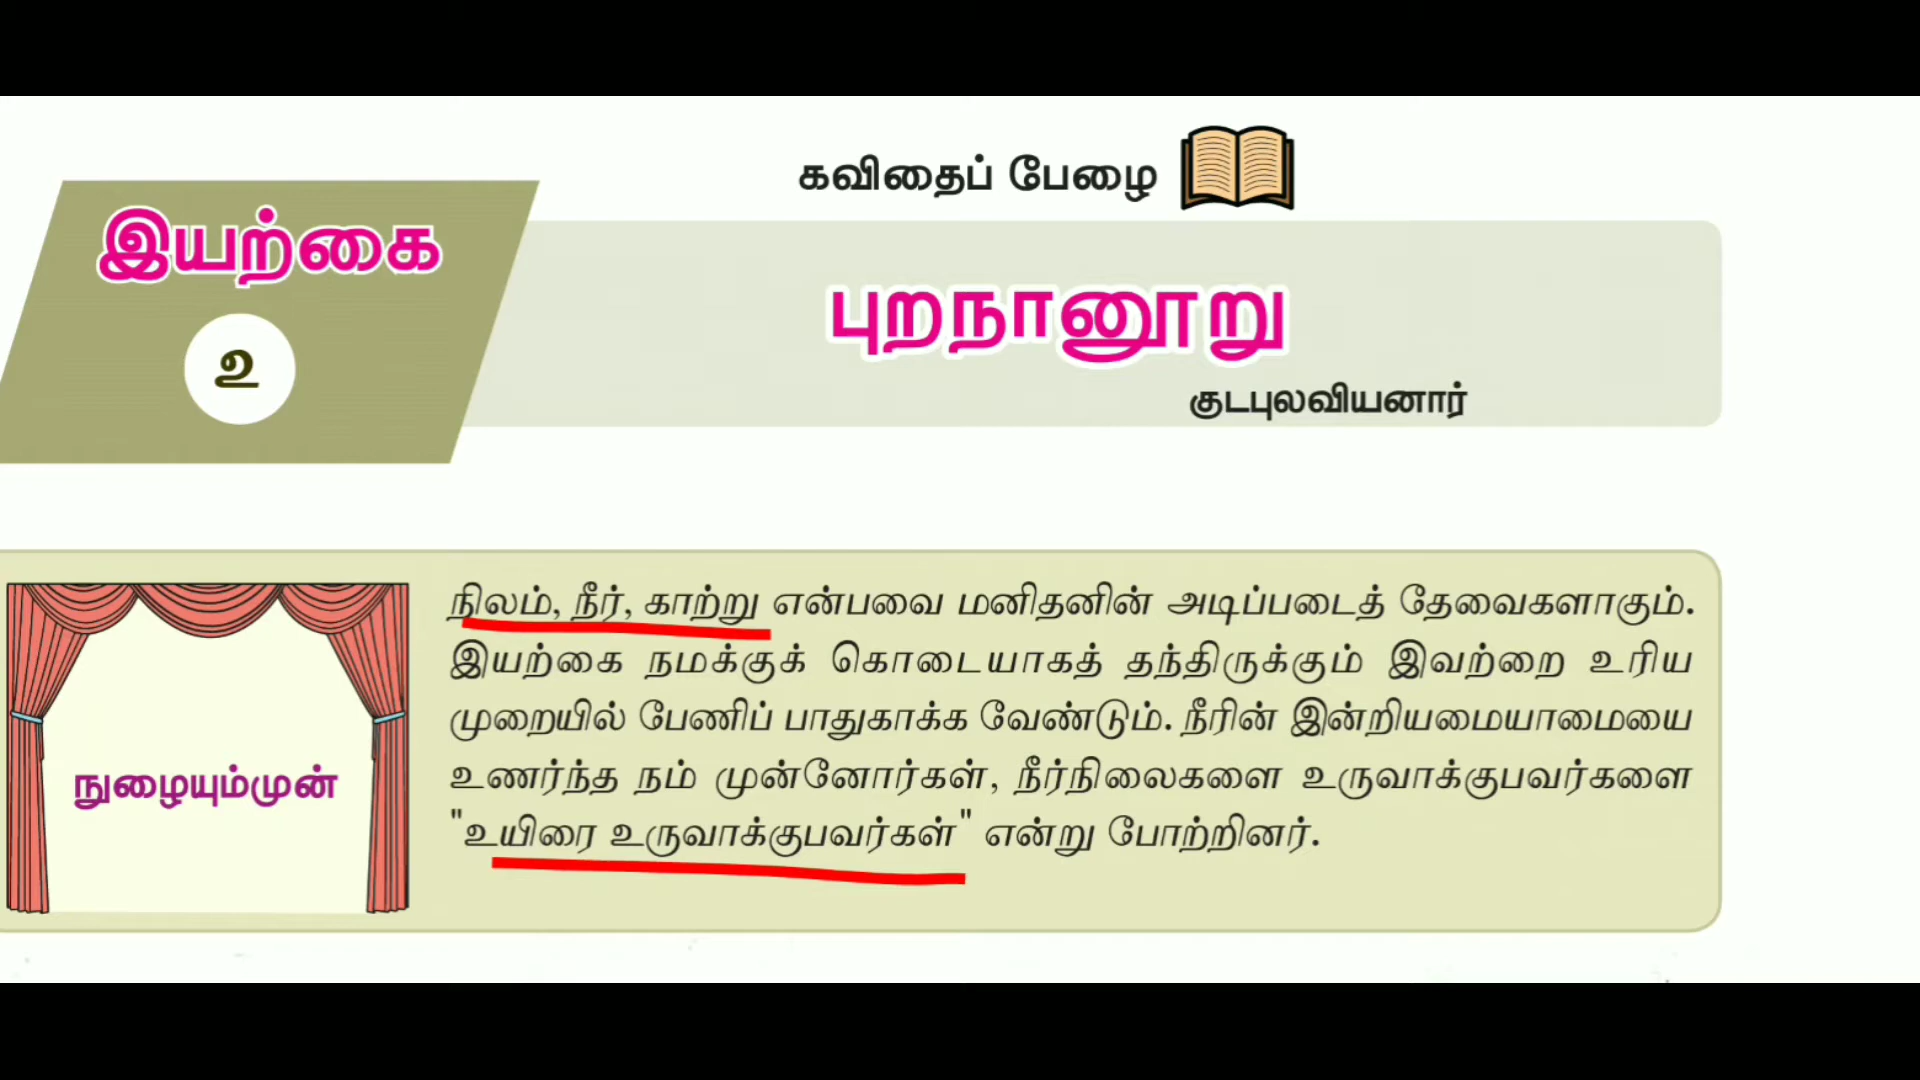 கவிதைப் பேழை
இயற்கை
உ
புறநானூறு
குடபுலவியனார்
நுழையும்முன்
நிலம், நீர், காற்று என்பவை மனிதனின் அடிப்படைத் தேவைகளாகும்.
இயற்கை நமக்குக் கொடையாகத் தந்திருக்கும் இவற்றை உரிய
முறையில் பேணிப் பாதுகாக்க வேண்டும். நீரின் இன்றியமையாமையை
உணர்ந்த நம் முன்னோர்கள், நீர்நிலைகளை உருவாக்குபவர்களை
"உயிரை உருவாக்குபவர்கள்" என்று போற்றினர்.